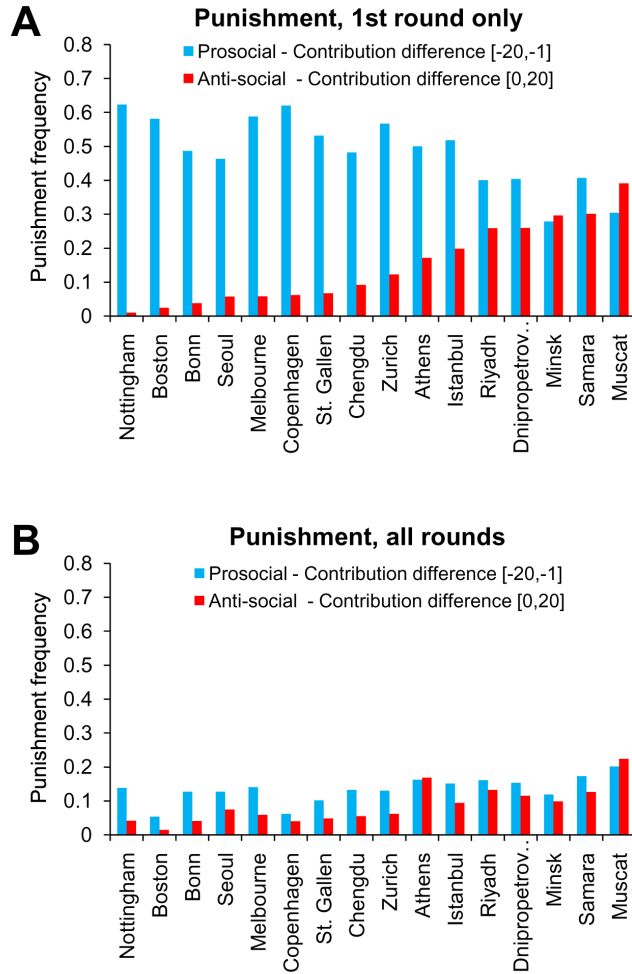 A
Punishment, 1st round only
Prosocial - Contribution difference [-20,-1]
Anti-social - Contribution difference [0,20]
Punishment frequency
0.8
0.7
0.6
0.5
0.4
0.3
0.2
0.1
0
Nottingham
Boston
Bonn
Seoul
Melbourne
Copenhagen
St. Gallen
Chengdu
Zurich
Athens
Istanbul
Riyadh
Dnipropetrov..
Minsk
Samara
Muscat
B
Punishment, all rounds
Prosocial - Contribution difference [-20,-1]
Anti-social - Contribution difference [0,20]
Punishment frequency
0.8
0.7
0.6
0.5
0.4
0.3
0.2
0.1
0
Nottingham
Boston
Bonn
Seoul
Melbourne
Copenhagen
St. Gallen
Chengdu
Zurich
Athens
Istanbul
Riyadh
Dnipropetrov..
Minsk
Samara
Muscat